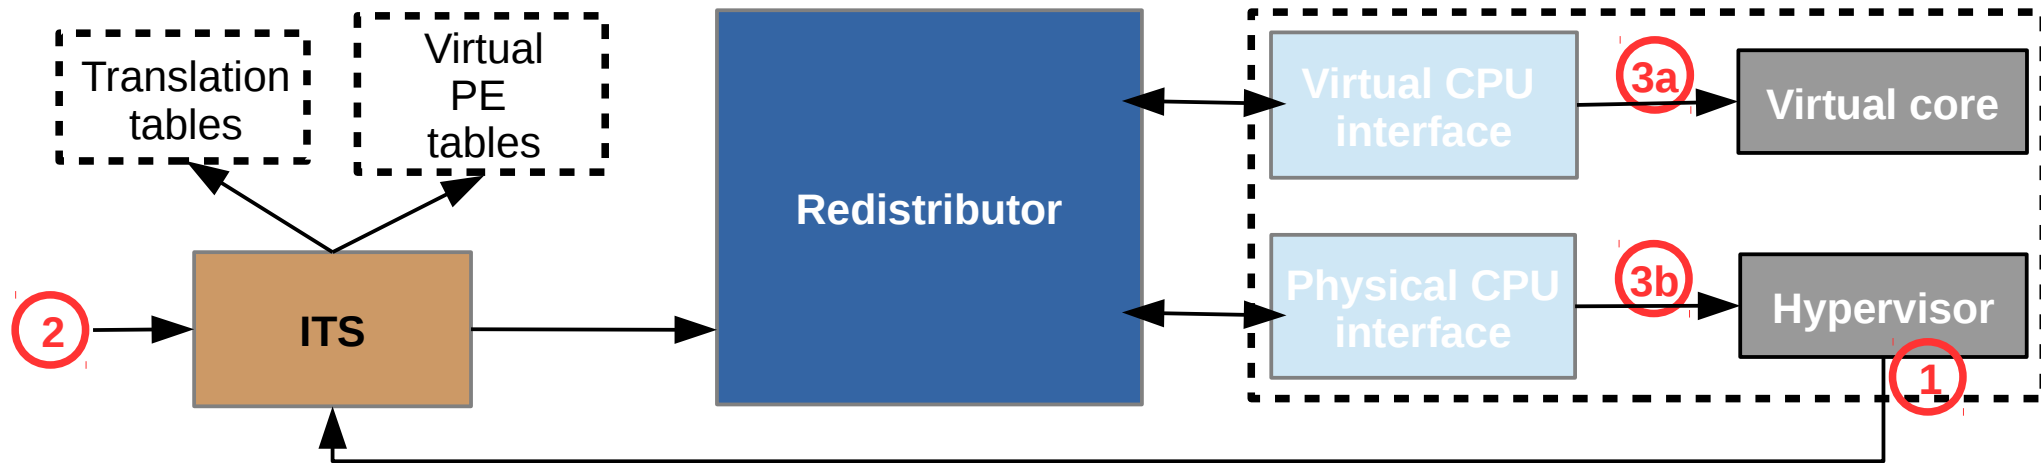 Translation
tables
Virtual
PE
tables
Redistributor
Virtual CPU
interface
3a
Virtual core
2
ITS
Physical CPU
interface
3b
Hypervisor
1